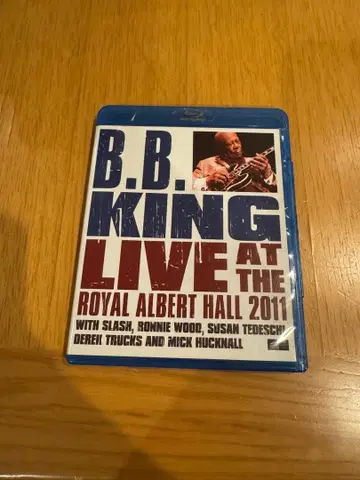 B.B.
KING
LIVE AT THE
ROYAL ALBERT HALL 2011
WITH SLASH, RONNIE WOOD, SUSAN TEDESCHI
DEREK TRUCKS AND MICK HUCKNALL